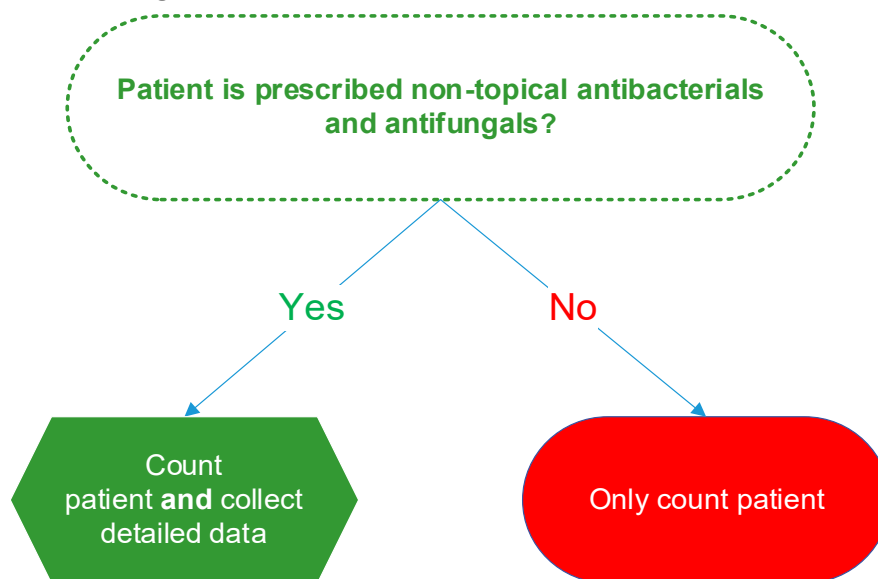 Patient is prescribed non-topical antibacterials
and antifungals?
Yes
No
Count
patient and collect
detailed data
Only count patient